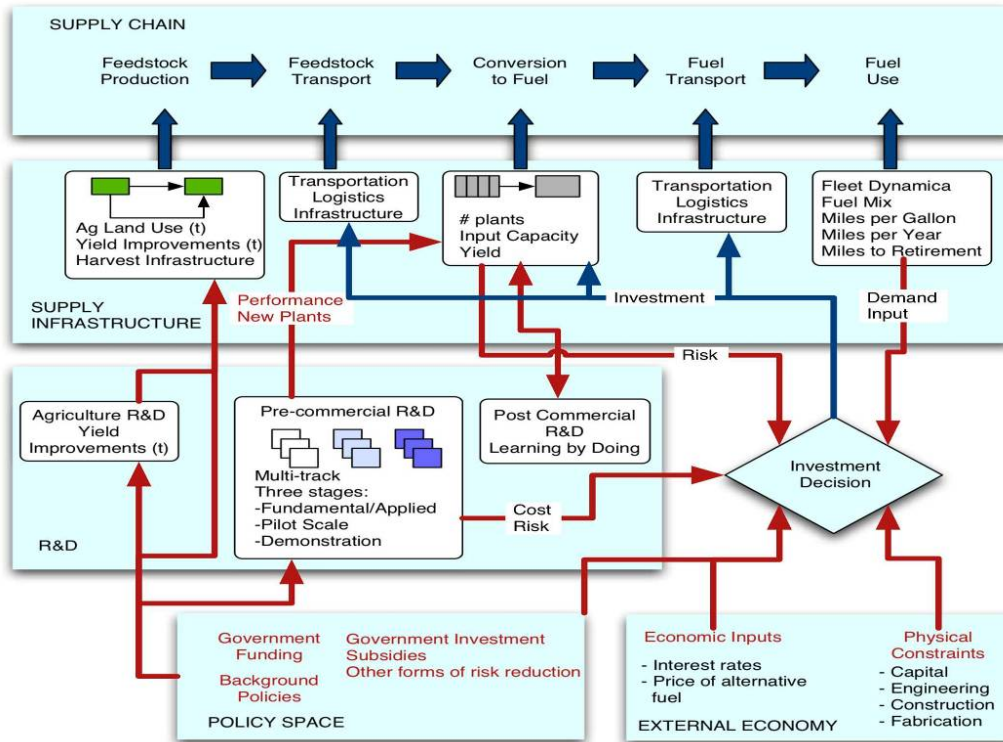 SUPPLY CHAIN
Feedstock
Production
Feedstock
Transport
Conversion
to Fuel
Fuel
Transport
Fuel
Use
Ag Land Use (t)
Yield Improvements (t)
Harvest Infrastructure
Transportation
Logistics
Infrastructure
# plants
Input Capacity
Yield
Transportation
Logistics
Infrastructure
Fleet Dynamica
Fuel Mix
Miles per Gallon
Miles per Year
Miles to Retirement
SUPPLY
INFRASTRUCTURE
Performance
New Plants
Investment
Demand
Input
Risk
Agriculture R&D
Yield
Improvements (t)
Pre-commercial R&D
Multi-track
Three stages:
-Fundamental/Applied
-Pilot Scale
-Demonstration
Post Commercial
R&D
Learning by Doing
Investment
Decision
Cost
Risk
R&D
Government
Funding
Background
Policies
Government Investment
Subsidies
Other forms of risk reduction
POLICY SPACE
Economic Inputs
- Interest rates
- Price of alternative
fuel
Physical
Constraints
- Capital
- Engineering
- Construction
- Fabrication
EXTERNAL ECONOMY